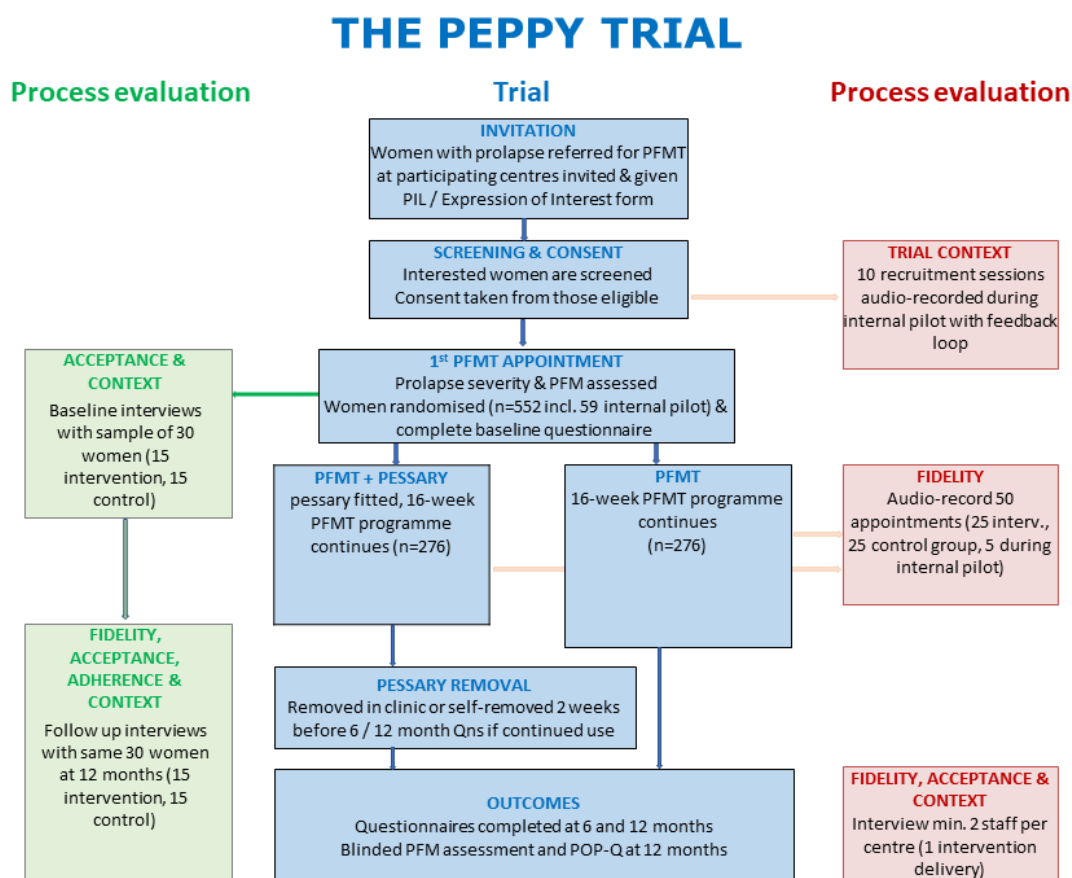 THE PEPPY TRIAL
Process evaluation
Trial
Process evaluation
INVITATION
Women with prolapse referred for PFMT
at participating centres invited & given
PIL / Expression of Interest form
SCREENING & CONSENT
Interested women are screened
Consent taken from those eligible
TRIAL CONTEXT
10 recruitment sessions
audio-recorded during
internal pilot with feedback
loop
ACCEPTANCE &
CONTEXT
Baseline interviews
with sample of 30
women (15
intervention, 15
control)
1st PFMT APPOINTMENT
Prolapse severity & PFM assessed
Women randomised (n=552 incl. 59 internal pilot) &
complete baseline questionnaire
PFMT + PESSARY
pessary fitted, 16-week
PFMT programme
continues (n=276)
PFMT
16-week PFMT programme
continues
(n=276)
FIDELITY
Audio-record 50
appointments (25 interv.,
25 control group, 5 during
internal pilot)
FIDELITY,
ACCEPTANCE,
ADHERENCE &
CONTEXT
Follow up interviews
with same 30 women
at 12 months (15
intervention, 15
control)
PESSARY REMOVAL
Removed in clinic or self-removed 2 weeks
before 6 / 12 month Qns if continued use
OUTCOMES
Questionnaires completed at 6 and 12 months
Blinded PFM assessment and POP-Q at 12 months
FIDELITY, ACCEPTANCE &
CONTEXT
Interview min. 2 staff per
centre (1 intervention
delivery)